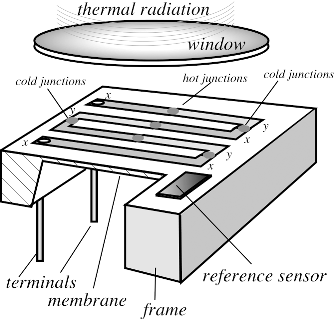 thermal radiation
window
cold junctions
hot junctions
cold junctions
x
y
y
x
x
y
x
terminals
membrane
frame
reference sensor